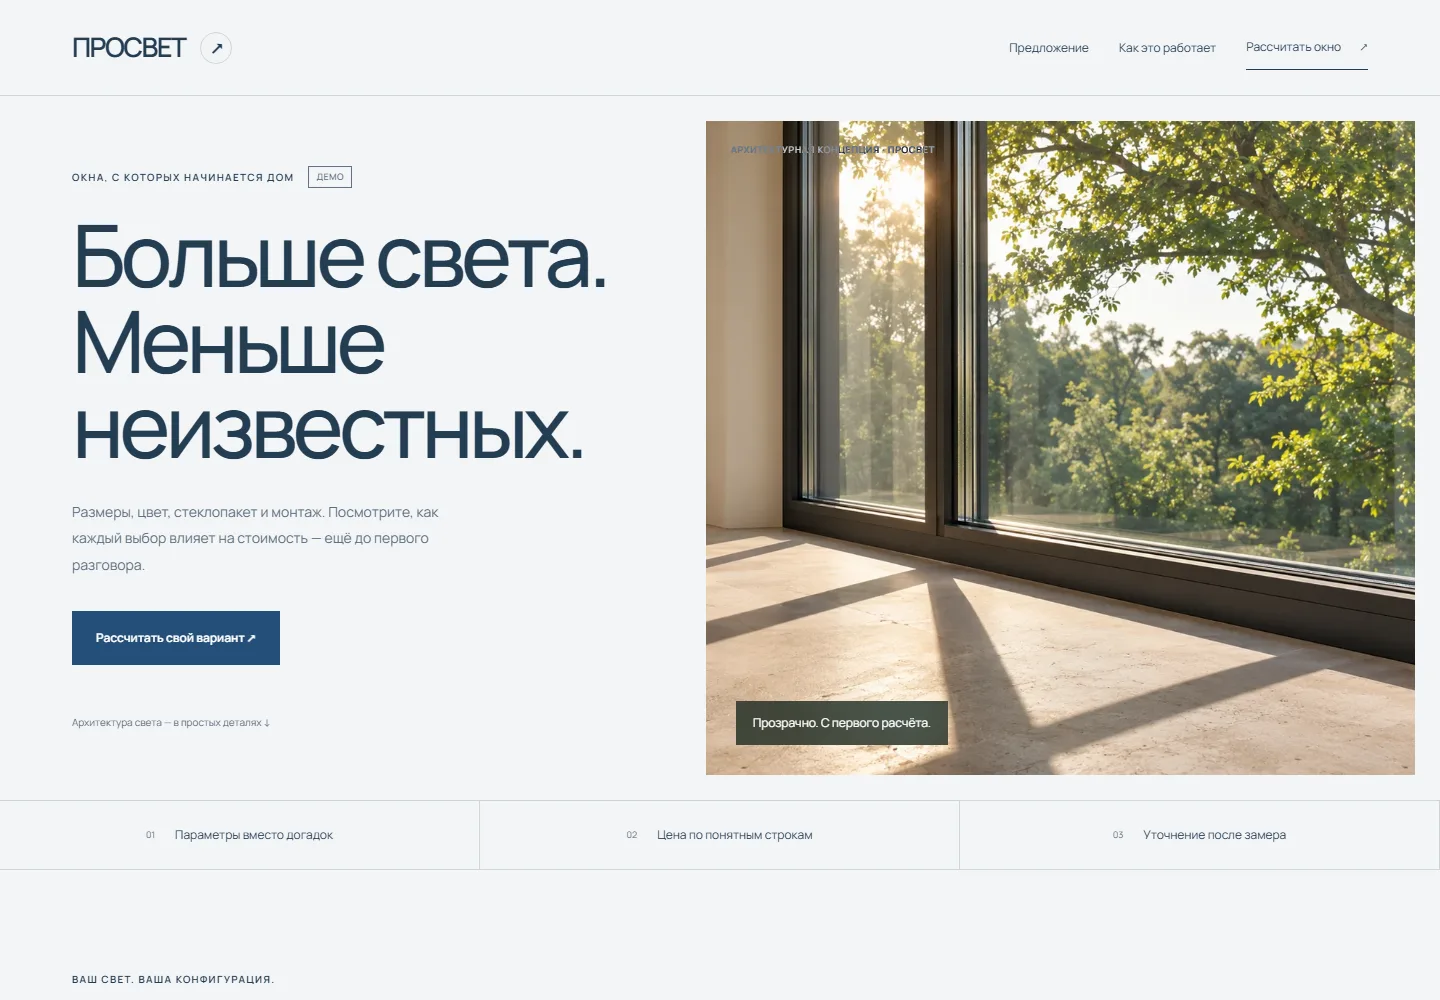 ПРОСВЕТ ↗
Предложение
Как это работает
Рассчитать окно ↗
ОКНА, С КОТОРЫХ НАЧИНАЕТСЯ ДОМ
ДЕМО
Больше света.
Меньше
неизвестных.
Размеры, цвет, стеклопакет и монтаж. Посмотрите, как
каждый выбор влияет на стоимость — ещё до первого
разговора.
Рассчитать свой вариант ↗
Архитектура света — в простых деталях ↓
АРХИТЕКТУРНАЯ КОНЦЕПЦИЯ · ПРОСВЕТ
Прозрачно. С первого расчёта.
01 Параметры вместо догадок
02 Цена по понятным строкам
03 Уточнение после замера
ВАШ СВЕТ. ВАША КОНФИГУРАЦИЯ.